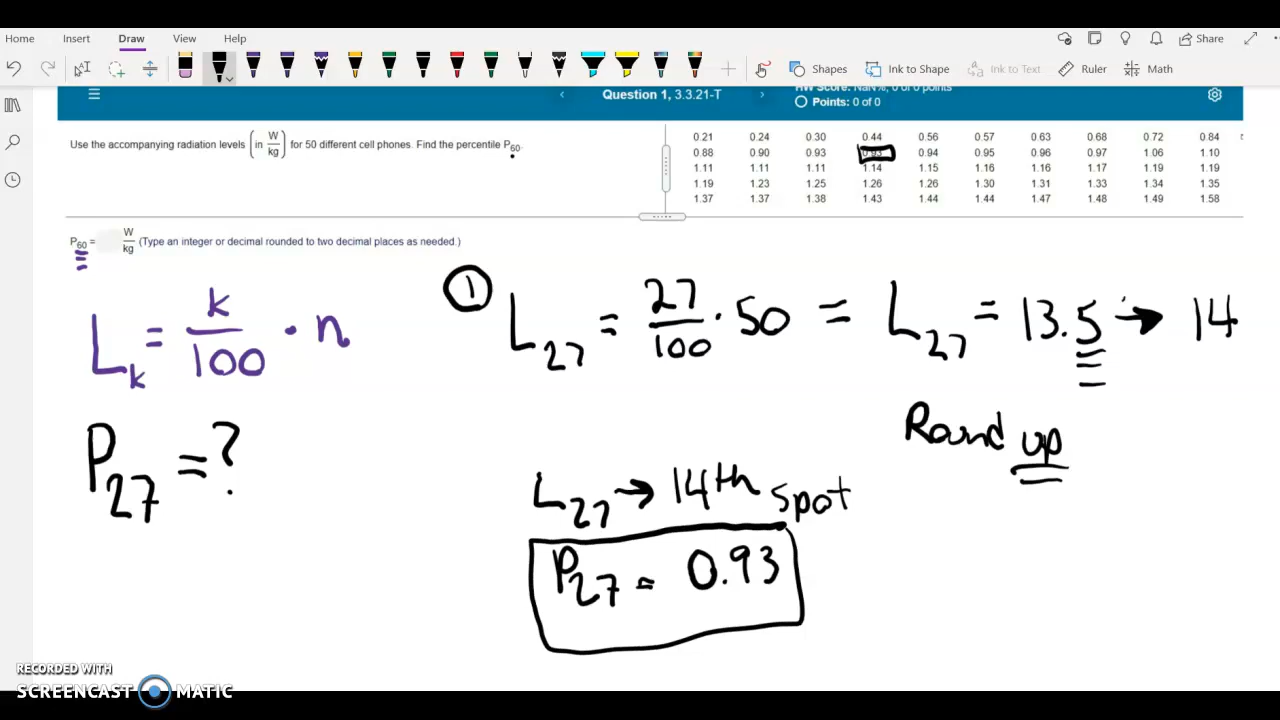 Home Insert Draw View Help
Share
Shapes Ink to Shape Ink to Text Ruler Math
Question 1, 3.3.21-T
HW Score: NaN%, 0 of 0 points
Points: 0 of 0
Use the accompanying radiation levels (in W/kg) for 50 different cell phones. Find the percentile P60.
0.21 0.24 0.30 0.44 0.56 0.57 0.63 0.68 0.72 0.84
0.88 0.90 0.93 0.93 0.94 0.95 0.96 0.97 1.06 1.10
1.11 1.11 1.11 1.14 1.15 1.16 1.16 1.17 1.19 1.19
1.19 1.23 1.25 1.26 1.26 1.30 1.31 1.33 1.34 1.35
1.37 1.37 1.38 1.43 1.44 1.44 1.47 1.48 1.49 1.58
P60 = W/kg (Type an integer or decimal rounded to two decimal places as needed.)
Lk = k/100 · n
① L27 = 27/100 · 50 = L27 = 13.5 → 14
Round up
P27 = ?
L27 → 14th spot
P27 = 0.93
RECORDED WITH
SCREENCAST MATIC